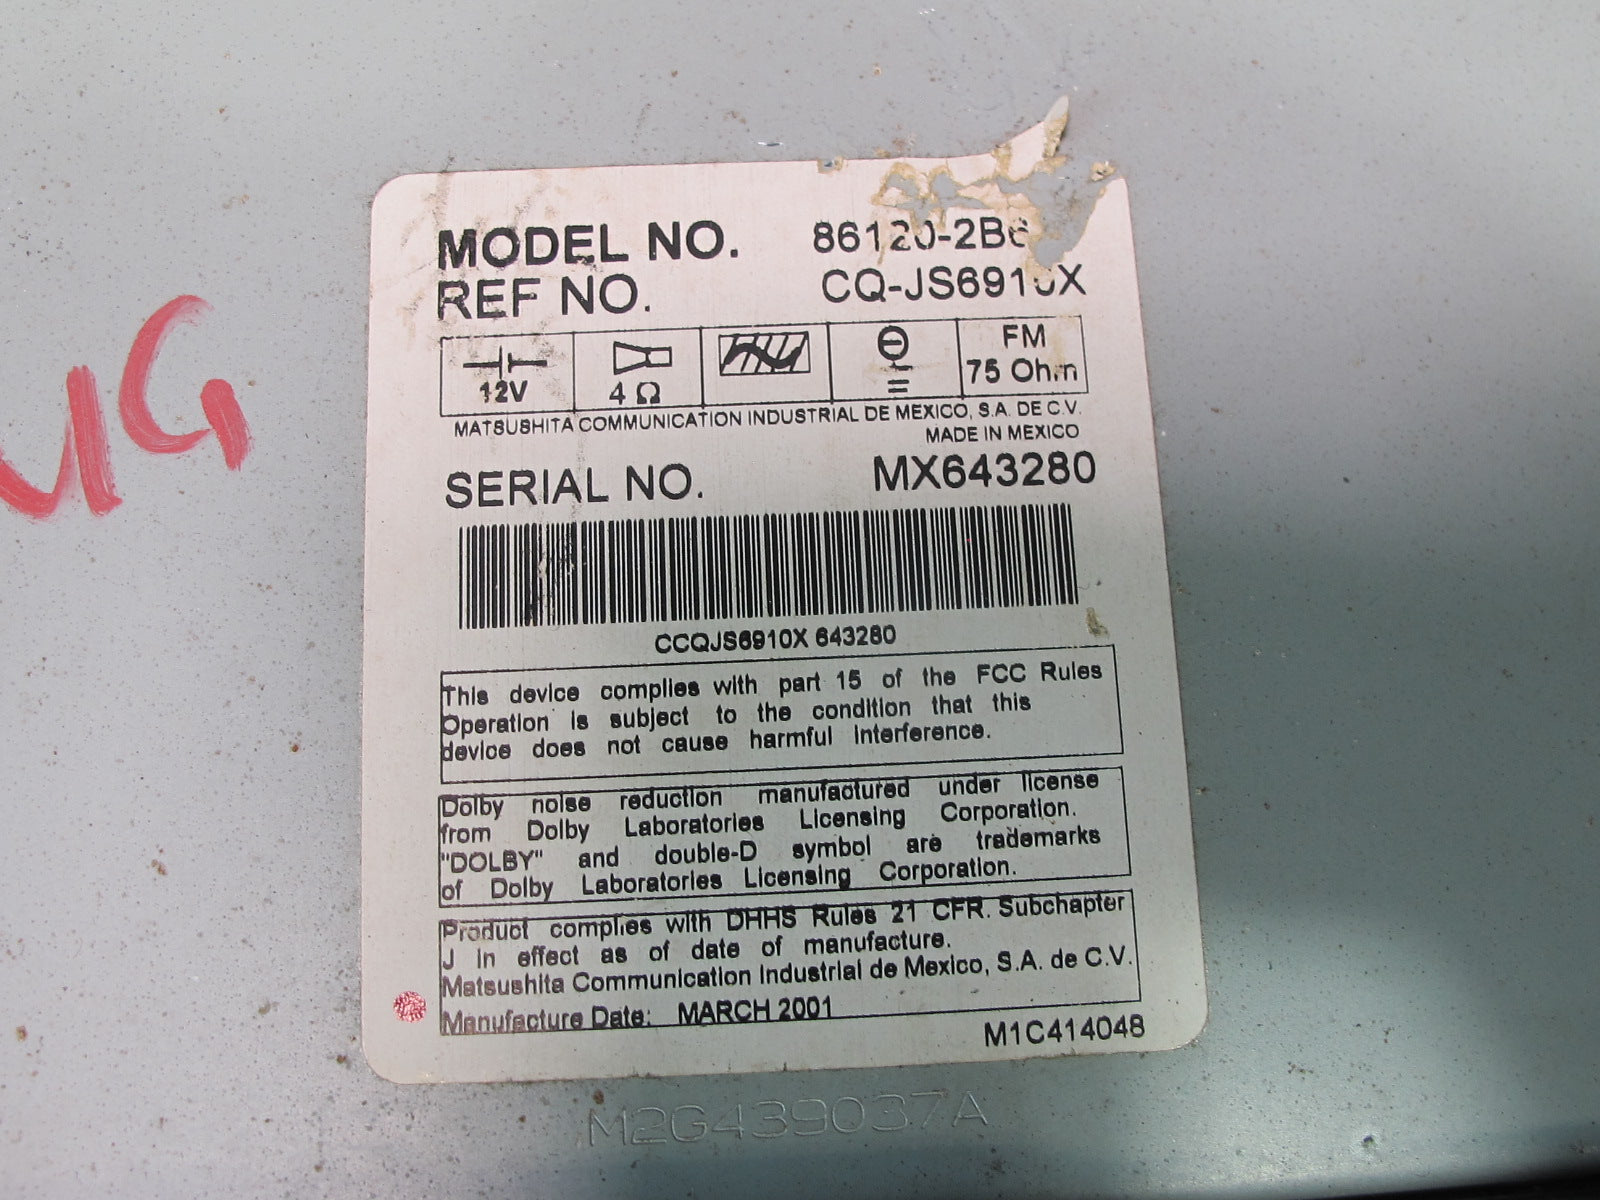 MODEL NO. 86120-2B6
REF NO. CQ-JS6910X
12V
4 Ω
FM
75 Ohm
MATSUSHITA COMMUNICATION INDUSTRIAL DE MEXICO, S.A. DE C.V.
MADE IN MEXICO
SERIAL NO. MX643280
CCQJS6910X 643280
This device complies with part 15 of the FCC Rules
Operation is subject to the condition that this
device does not cause harmful interference.
Dolby noise reduction manufactured under license
from Dolby Laboratories Licensing Corporation.
"DOLBY" and double-D symbol are trademarks
of Dolby Laboratories Licensing Corporation.
Product complies with DHHS Rules 21 CFR. Subchapter
J in effect as of date of manufacture.
Matsushita Communication Industrial de Mexico, S.A. de C.V.
Manufacture Date: MARCH 2001
M1C414048
M2G439037A